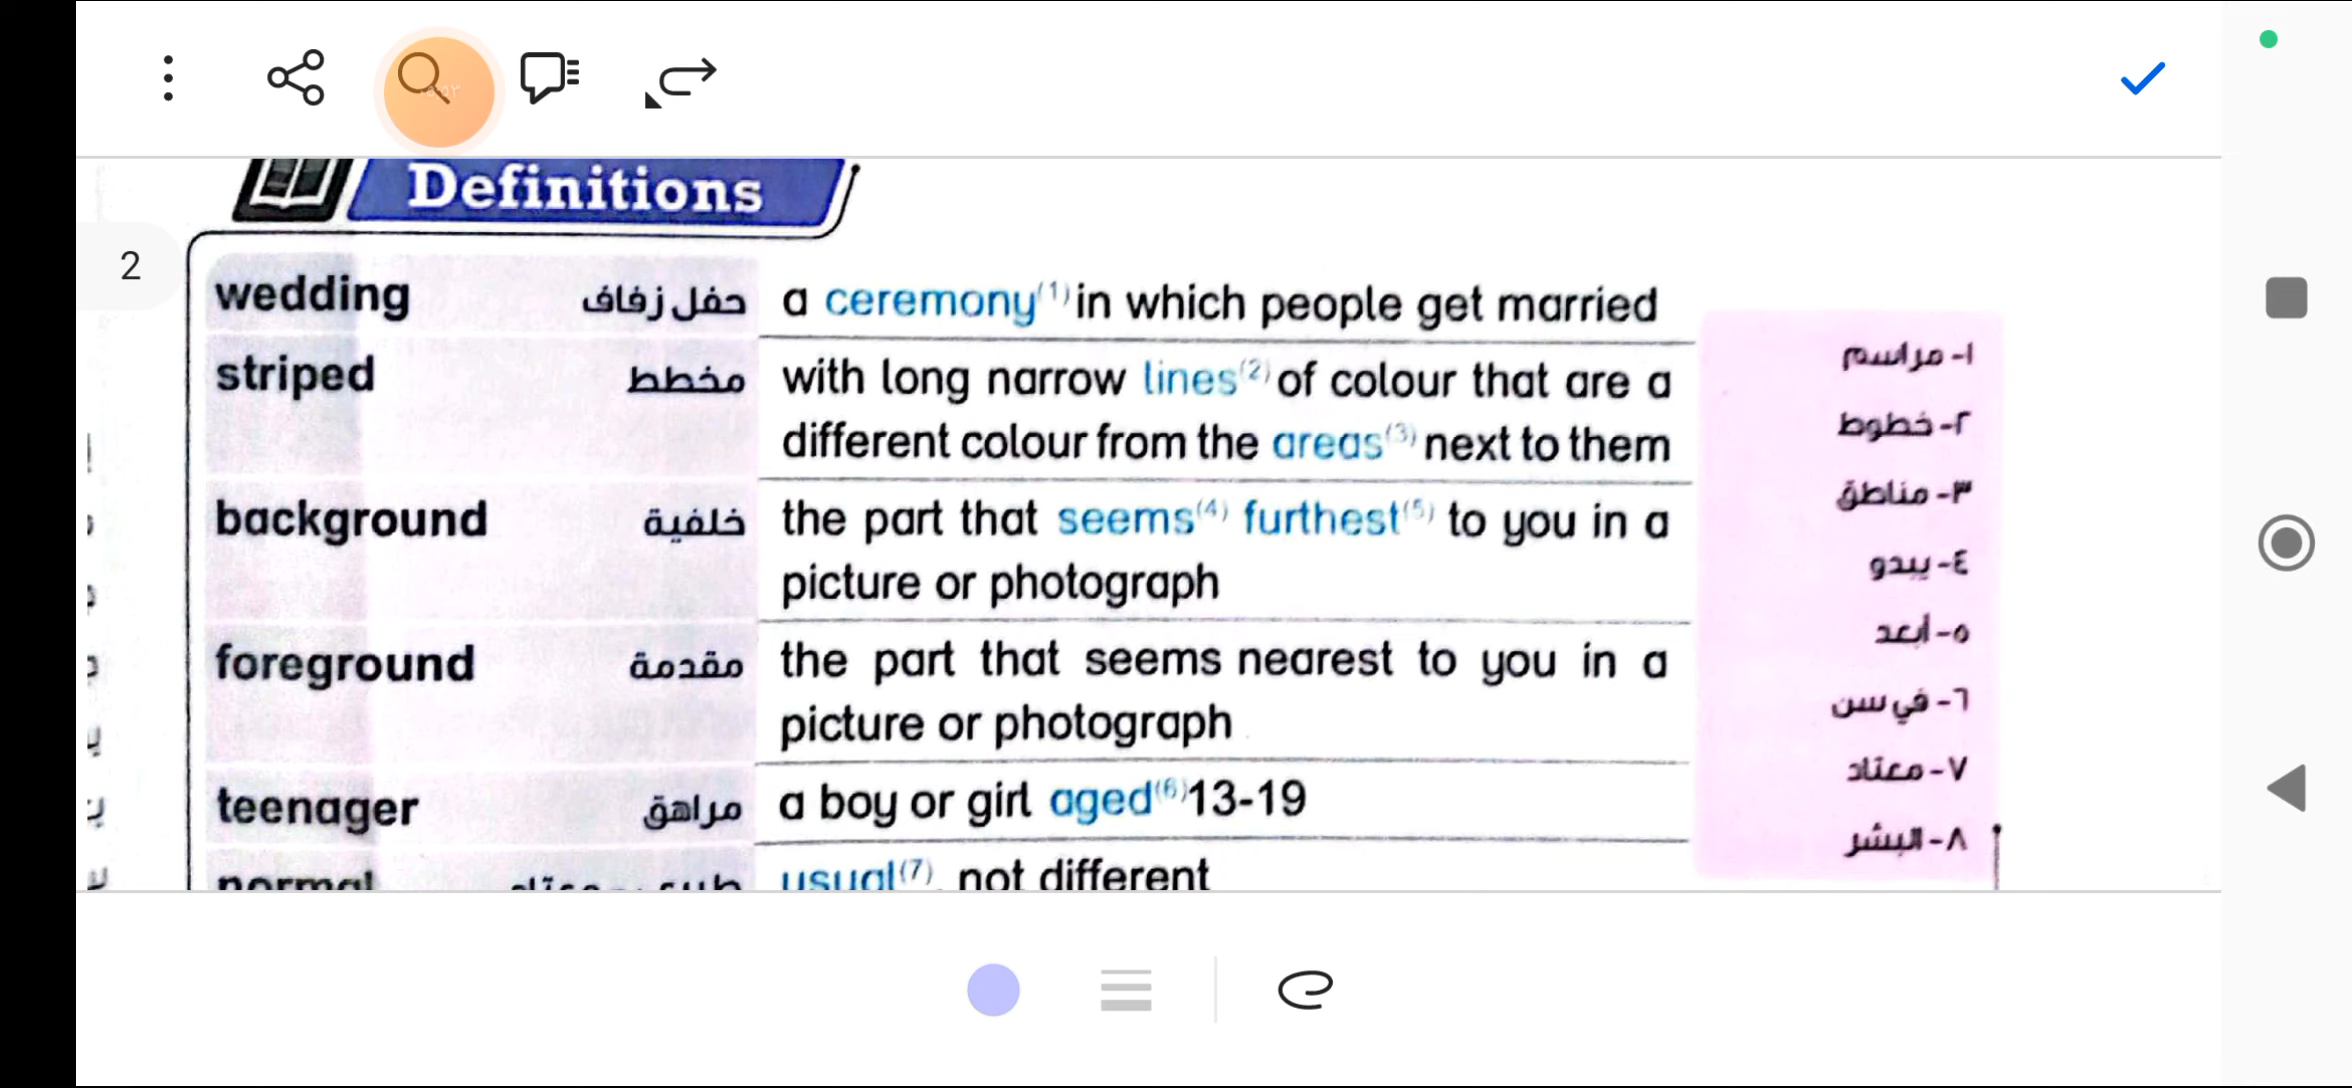 Definitions
2
wedding حفل زفاف a ceremony(1) in which people get married
striped مخطط with long narrow lines(2) of colour that are a
different colour from the areas(3) next to them
background خلفية the part that seems(4) furthest(5) to you in a
picture or photograph
foreground مقدمة the part that seems nearest to you in a
picture or photograph
teenager مراهق a boy or girl aged(6) 13-19
normal usual(7), not different
١- مراسم
٢- خطوط
٣- مناطق
٤- يبدو
٥- أبعد
٦- في سن
٧- معتاد
٨- البشر